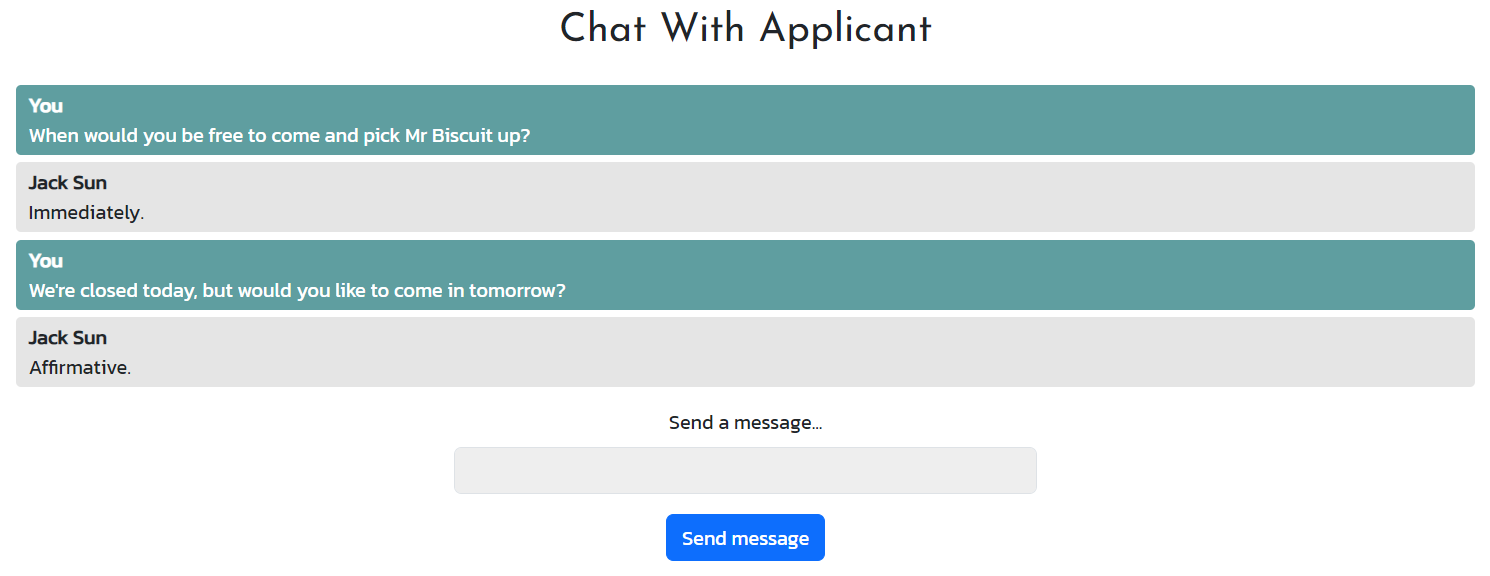 Chat With Applicant
You
When would you be free to come and pick Mr Biscuit up?
Jack Sun
Immediately.
You
We're closed today, but would you like to come in tomorrow?
Jack Sun
Affirmative.
Send a message...
Send message